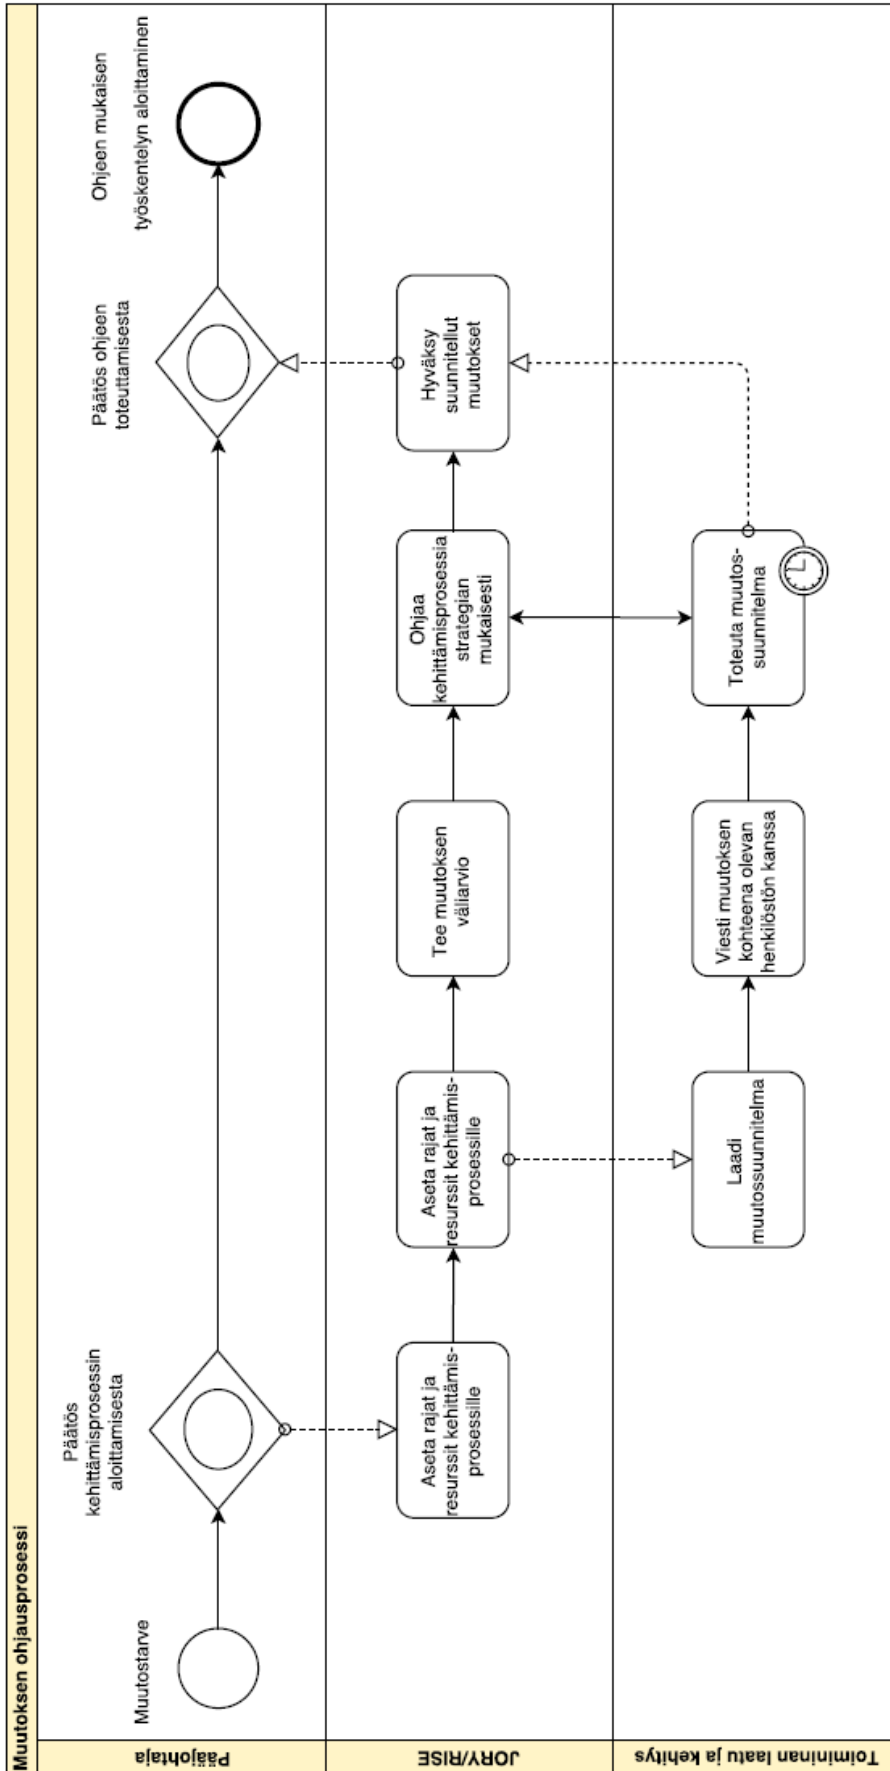 Muutoksen ohjausprosessi
Pääjohtaja
Muutostarve
Päätös
kehittämisprosessin
aloittamisesta
Päätös ohjeen
toteuttamisesta
Ohjeen mukaisen
työskentelyn aloittaminen
JORY/RISE
Aseta rajat ja
resurssit kehittämis-
prosessille
Aseta rajat ja
resurssit kehittämis-
prosessille
Tee muutoksen
väliarvio
Ohjaa
kehittämisprosessia
strategian
mukaisesti
Hyväksy
suunnitellut
muutokset
Toimininan laatu ja kehitys
Laadi
muutossuunnitelma
Viesti muutoksen
kohteena olevan
henkilöstön kanssa
Toteuta muutos-
suunnitelma